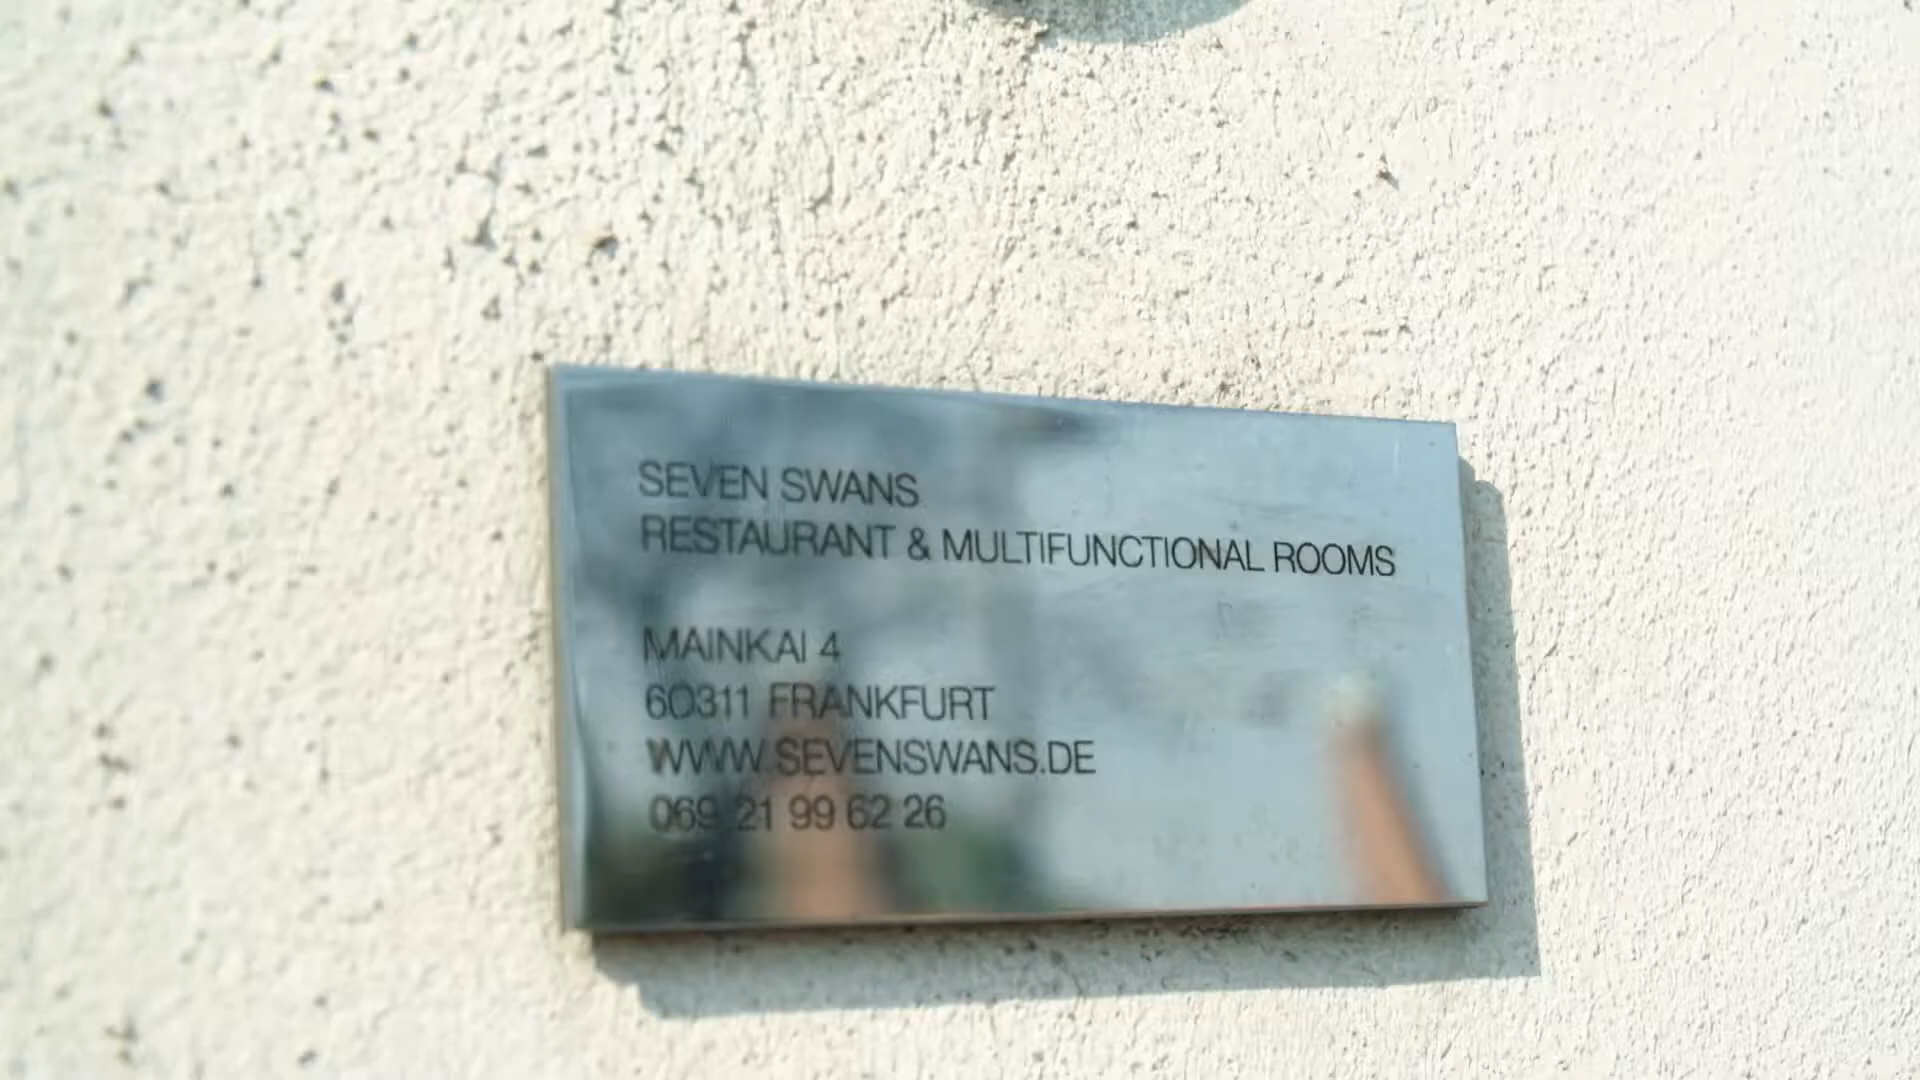 SEVEN SWANS
RESTAURANT & MULTIFUNCTIONAL ROOMS
MAINKAI 4
60311 FRANKFURT
WWW.SEVENSWANS.DE
069 21 99 62 26